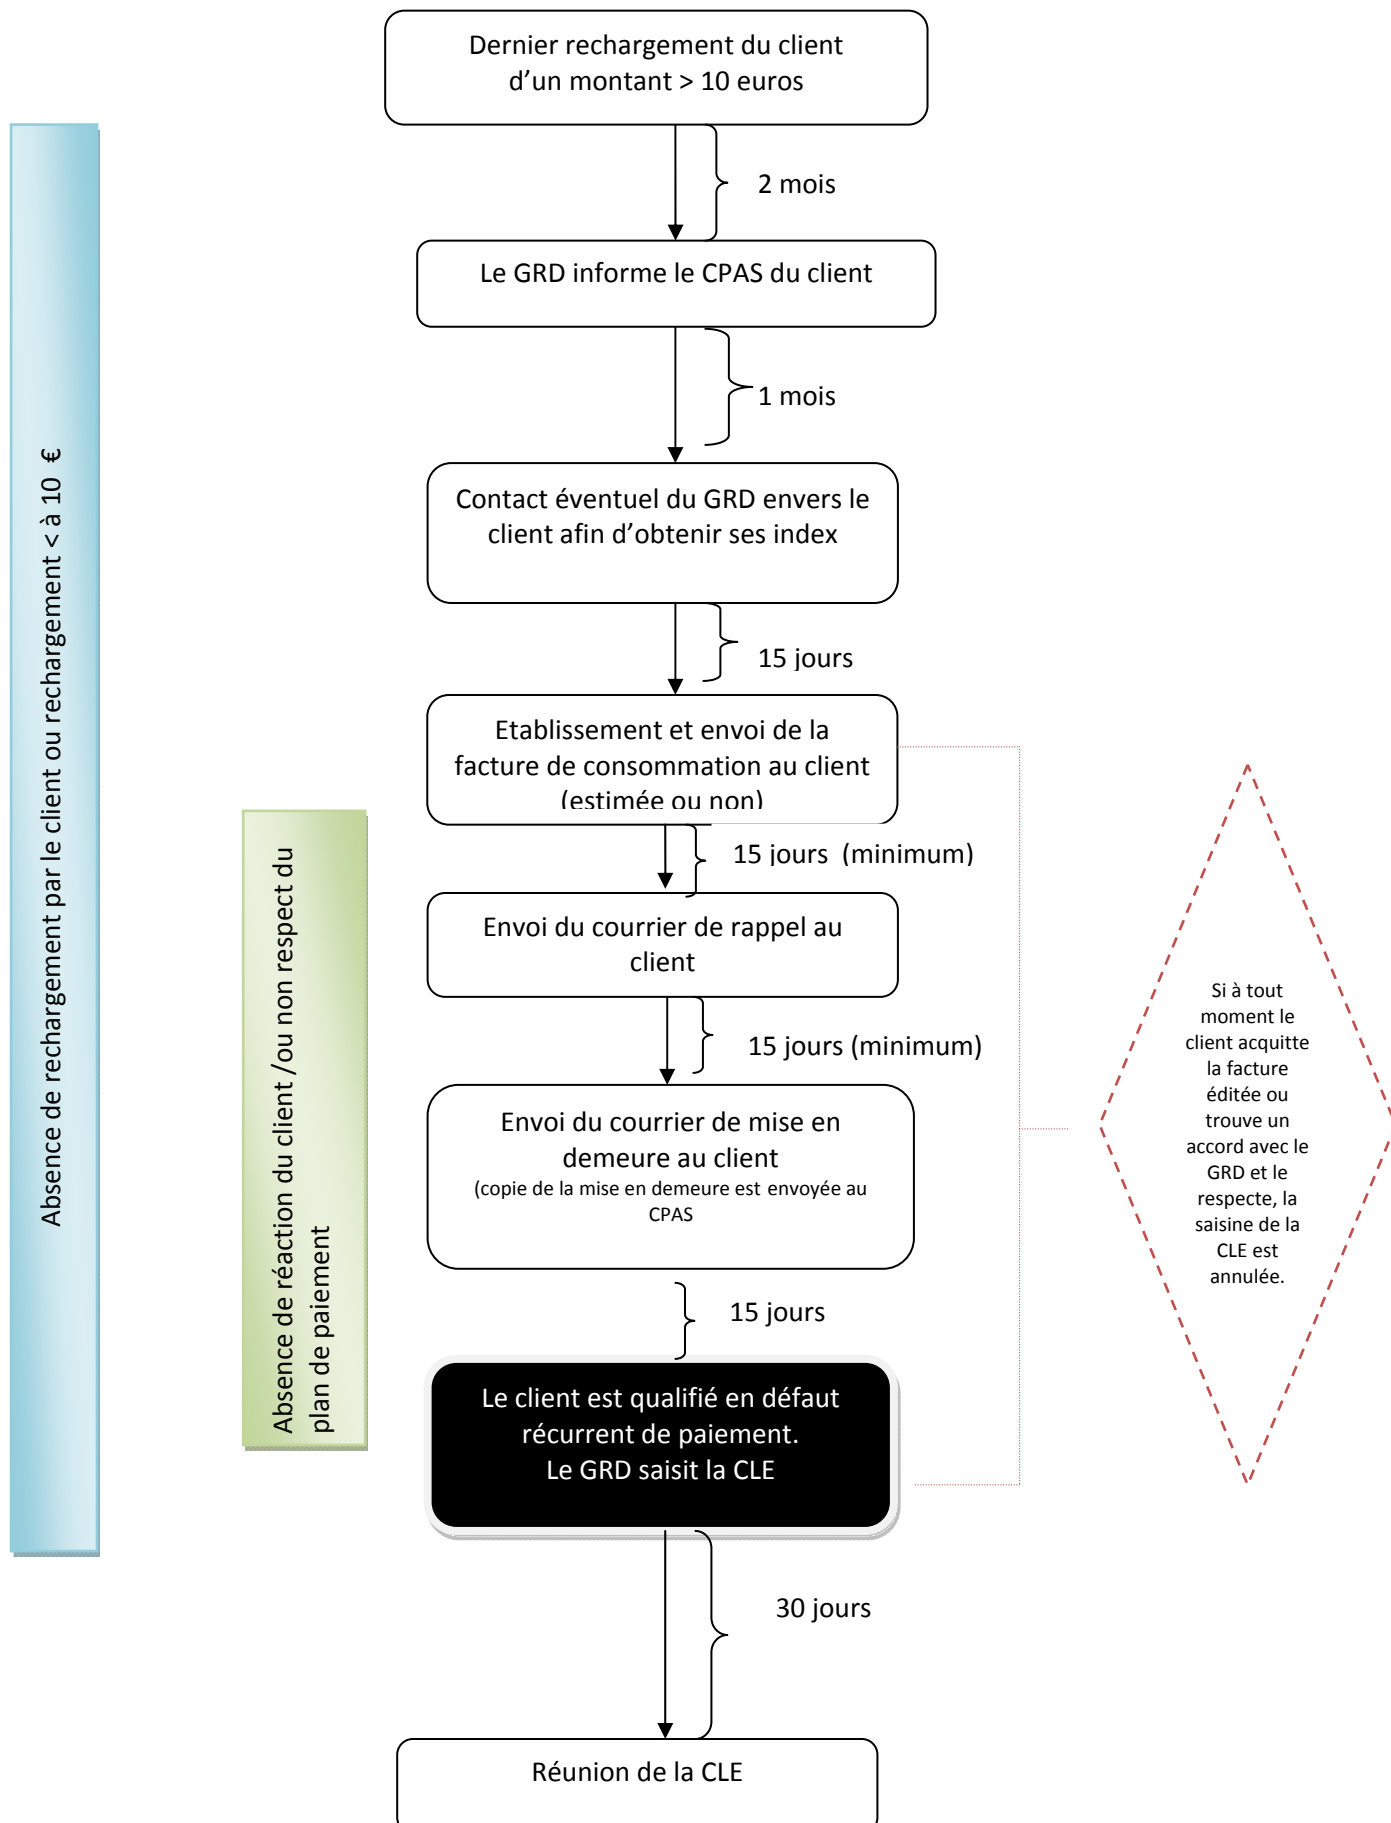 Dernier rechargement du client
d’un montant > 10 euros
2 mois
Le GRD informe le CPAS du client
1 mois
Contact éventuel du GRD envers le
client afin d’obtenir ses index
15 jours
Etablissement et envoi de la
facture de consommation au client
(estimée ou non)
15 jours (minimum)
Envoi du courrier de rappel au
client
15 jours (minimum)
Envoi du courrier de mise en
demeure au client
(copie de la mise en demeure est envoyée au
CPAS
15 jours
Le client est qualifié en défaut
récurrent de paiement.
Le GRD saisit la CLE
30 jours
Réunion de la CLE
Absence de rechargement par le client ou rechargement < à 10 €
Absence de réaction du client /ou non respect du
plan de paiement
Si à tout
moment le
client acquitte
la facture
éditée ou
trouve un
accord avec le
GRD et le
respecte, la
saisine de la
CLE est
annulée.